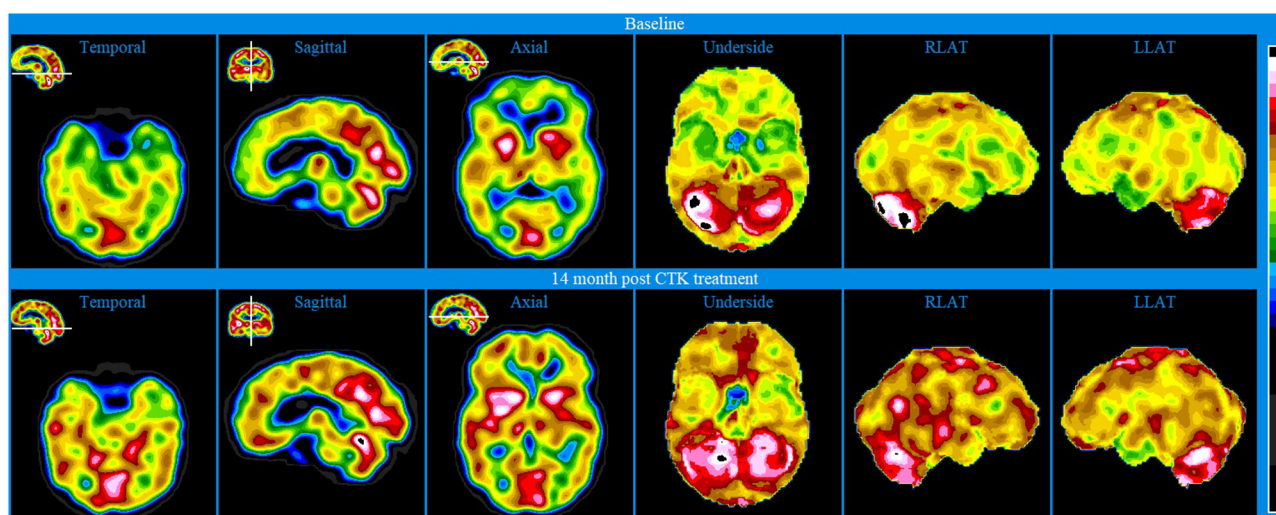 Baseline
Temporal Sagittal Axial Underside RLAT LLAT
14 month post CTK treatment
Temporal Sagittal Axial Underside RLAT LLAT